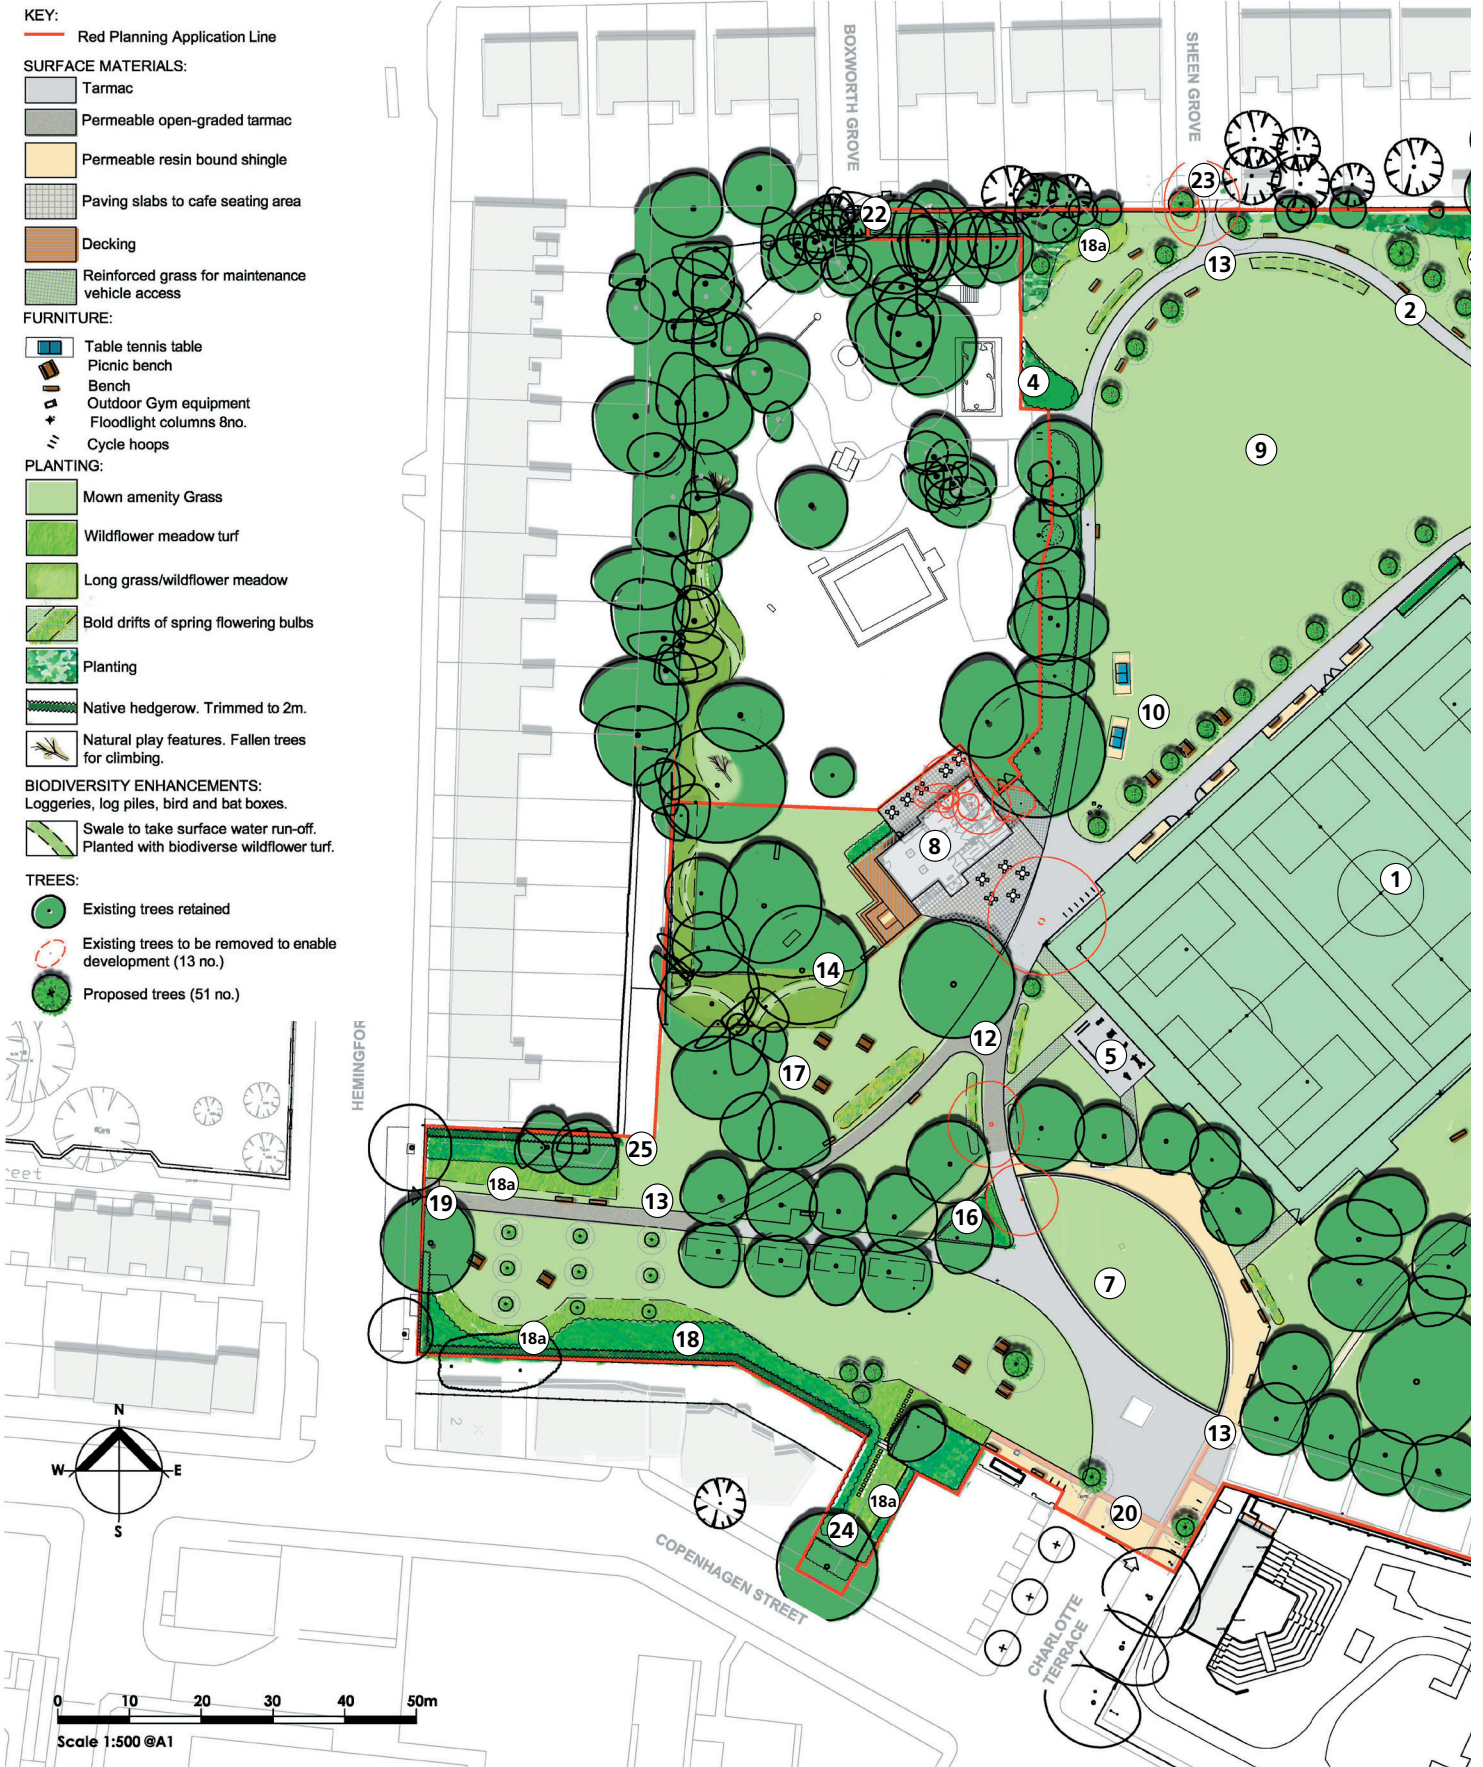 KEY:
Red Planning Application Line
SURFACE MATERIALS:
Tarmac
Permeable open-graded tarmac
Permeable resin bound shingle
Paving slabs to cafe seating area
Decking
Reinforced grass for maintenance
vehicle access
FURNITURE:
Table tennis table
Picnic bench
Bench
Outdoor Gym equipment
Floodlight columns 8no.
Cycle hoops
PLANTING:
Mown amenity Grass
Wildflower meadow turf
Long grass/wildflower meadow
Bold drifts of spring flowering bulbs
Planting
Native hedgerow. Trimmed to 2m.
Natural play features. Fallen trees
for climbing.
BIODIVERSITY ENHANCEMENTS:
Loggeries, log piles, bird and bat boxes.
Swale to take surface water run-off.
Planted with biodiverse wildflower turf.
TREES:
Existing trees retained
Existing trees to be removed to enable
development (13 no.)
Proposed trees (51 no.)
BOXWORTH GROVE
SHEEN GROVE
23
22
18a
13
2
4
9
10
8
1
14
12
5
17
25
18a
19
13
16
7
18a
18
13
18a
24
20
HEMINGFOR
reet
2
COPENHAGEN STREET
CHARLOTTE
TERRACE
N
W E
S
0 10 20 30 40 50m
Scale 1:500 @A1